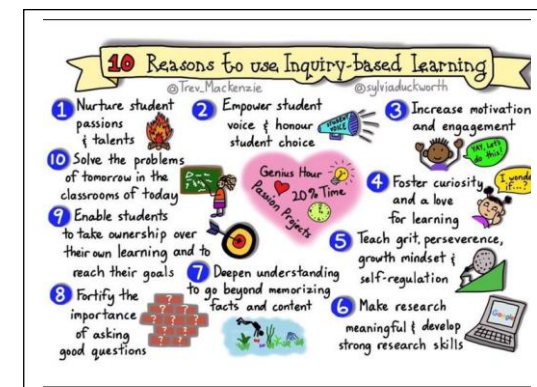 10 Reasons to use Inquiry-based Learning
@Trev_Mackenzie @sylviaduckworth
1 Nurture student
passions
& talents
2 Empower student
voice & honour
student choice
STUDENT
VOICE
3 Increase motivation
and engagement
YAY, Let's
do this!
4 Foster curiosity
and a love
for learning
I wonder
if...?
5 Teach grit, perseverence,
growth mindset &
self-regulation
6 Make research
meaningful & develop
strong research skills
Google
7 Deepen understanding
to go beyond memorizing
facts and content
8 Fortify the
importance
of asking
good questions
9 Enable students
to take ownership over
their own learning and to
reach their goals
10 Solve the problems
of tomorrow in the
classrooms of today
Genius Hour
20% Time
Passion Projects